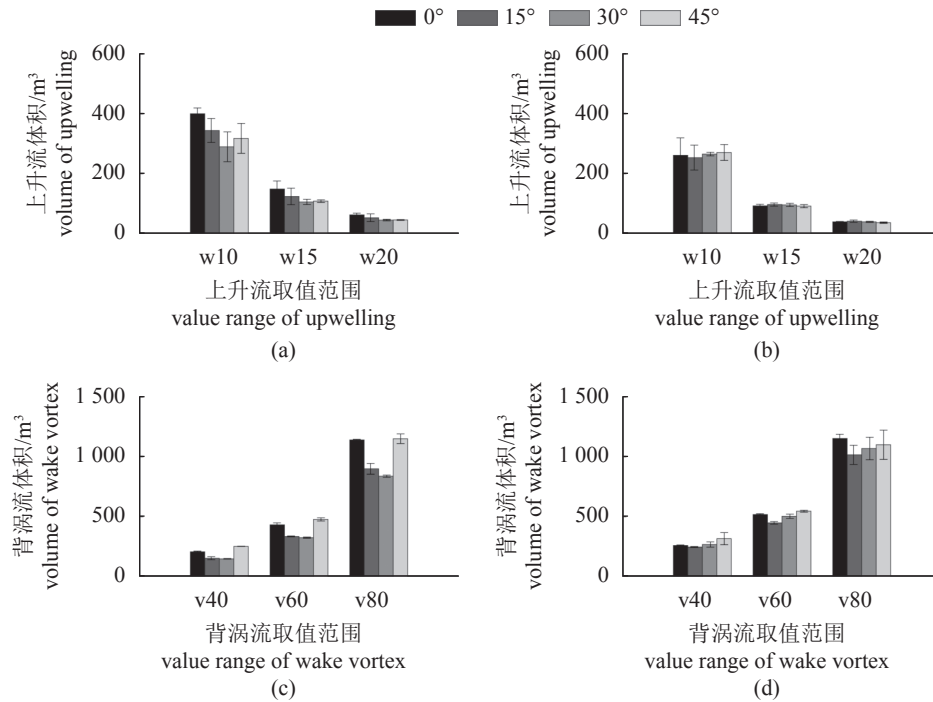 0° 15° 30° 45°
上升流体积/m³
volume of upwelling
600
400
200
0
w10 w15 w20
上升流取值范围
value range of upwelling
(a)
上升流体积/m³
volume of upwelling
600
400
200
0
w10 w15 w20
上升流取值范围
value range of upwelling
(b)
背涡流体积/m³
volume of wake vortex
1 500
1 000
500
0
v40 v60 v80
背涡流取值范围
value range of wake vortex
(c)
背涡流体积/m³
volume of wake vortex
1 500
1 000
500
0
v40 v60 v80
背涡流取值范围
value range of wake vortex
(d)